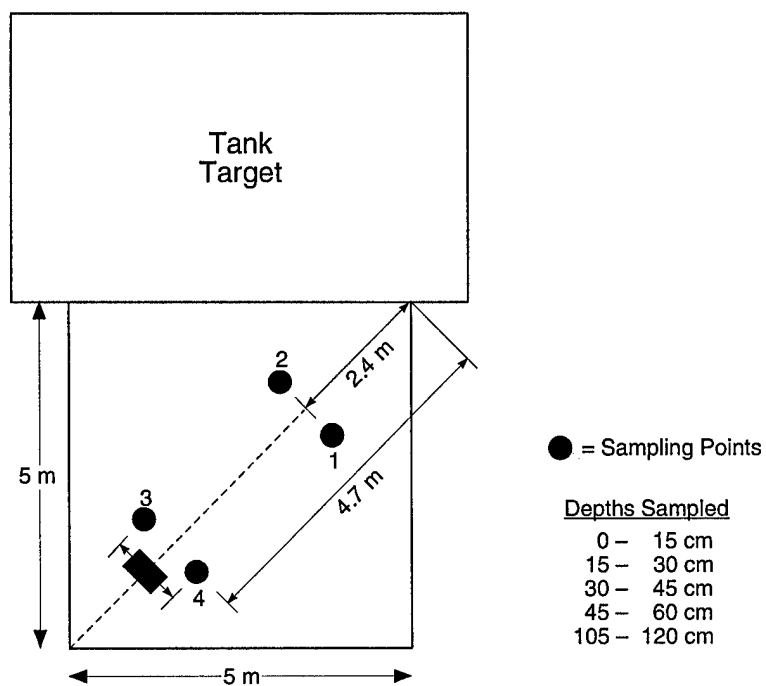 Tank
Target
2
2.4 m
1
4.7 m
5 m
3
4
5 m
= Sampling Points
Depths Sampled
0 – 15 cm
15 – 30 cm
30 – 45 cm
45 – 60 cm
105 – 120 cm